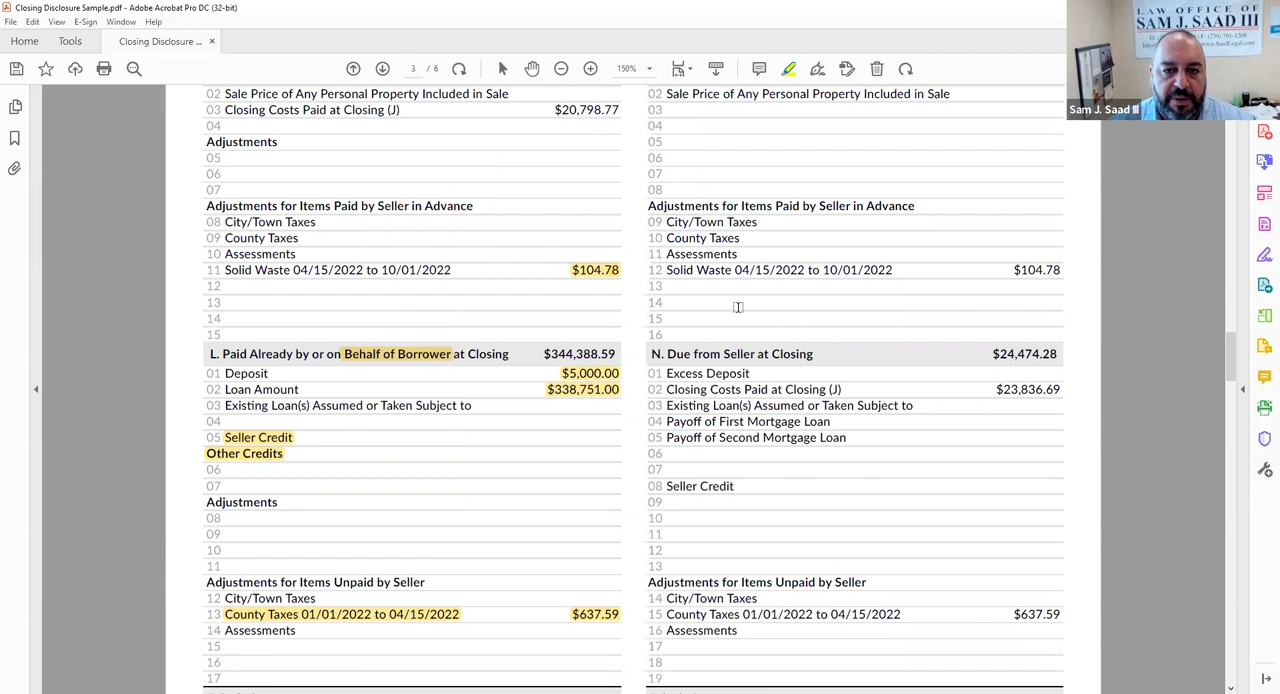 Closing Disclosure Sample.pdf - Adobe Acrobat Pro DC (32-bit)
File Edit View E-Sign Window Help
Home Tools Closing Disclosure ... ×
3 / 6 150%
LAW OFFICE OF
SAM J. SAAD III
www.SaadLegal.com
Sam J. Saad III
02 Sale Price of Any Personal Property Included in Sale
03 Closing Costs Paid at Closing (J) $20,798.77
04
Adjustments
05
06
07
Adjustments for Items Paid by Seller in Advance
08 City/Town Taxes
09 County Taxes
10 Assessments
11 Solid Waste 04/15/2022 to 10/01/2022 $104.78
12
13
14
15
L. Paid Already by or on Behalf of Borrower at Closing $344,388.59
01 Deposit $5,000.00
02 Loan Amount $338,751.00
03 Existing Loan(s) Assumed or Taken Subject to
04
05 Seller Credit
Other Credits
06
07
Adjustments
08
09
10
11
Adjustments for Items Unpaid by Seller
12 City/Town Taxes
13 County Taxes 01/01/2022 to 04/15/2022 $637.59
14 Assessments
15
16
17
02 Sale Price of Any Personal Property Included in Sale
03
04
05
06
07
08
Adjustments for Items Paid by Seller in Advance
09 City/Town Taxes
10 County Taxes
11 Assessments
12 Solid Waste 04/15/2022 to 10/01/2022 $104.78
13
14
15
16
N. Due from Seller at Closing $24,474.28
01 Excess Deposit
02 Closing Costs Paid at Closing (J) $23,836.69
03 Existing Loan(s) Assumed or Taken Subject to
04 Payoff of First Mortgage Loan
05 Payoff of Second Mortgage Loan
06
07
08 Seller Credit
09
10
11
12
13
Adjustments for Items Unpaid by Seller
14 City/Town Taxes
15 County Taxes 01/01/2022 to 04/15/2022 $637.59
16 Assessments
17
18
19